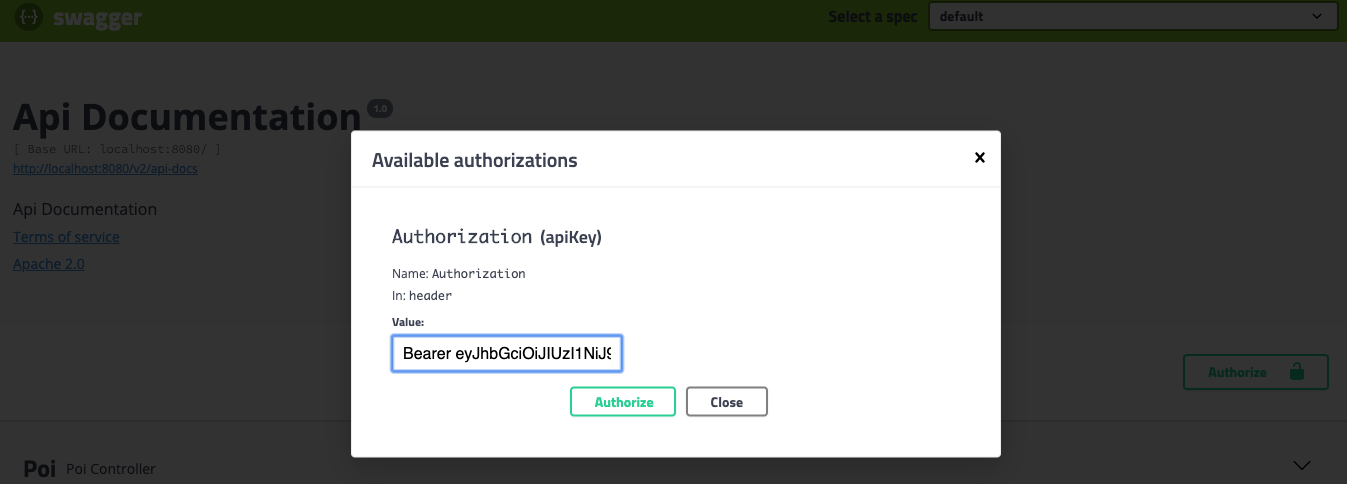 {··} swagger
Select a spec
default
Api Documentation 1.0
[ Base URL: localhost:8080/ ]
http://localhost:8080/v2/api-docs
Api Documentation
Terms of service
Apache 2.0
Available authorizations
Authorization (apiKey)
Name: Authorization
In: header
Value:
Bearer eyJhbGciOiJIUzI1NiJ9
Authorize
Close
Authorize
Poi Poi Controller